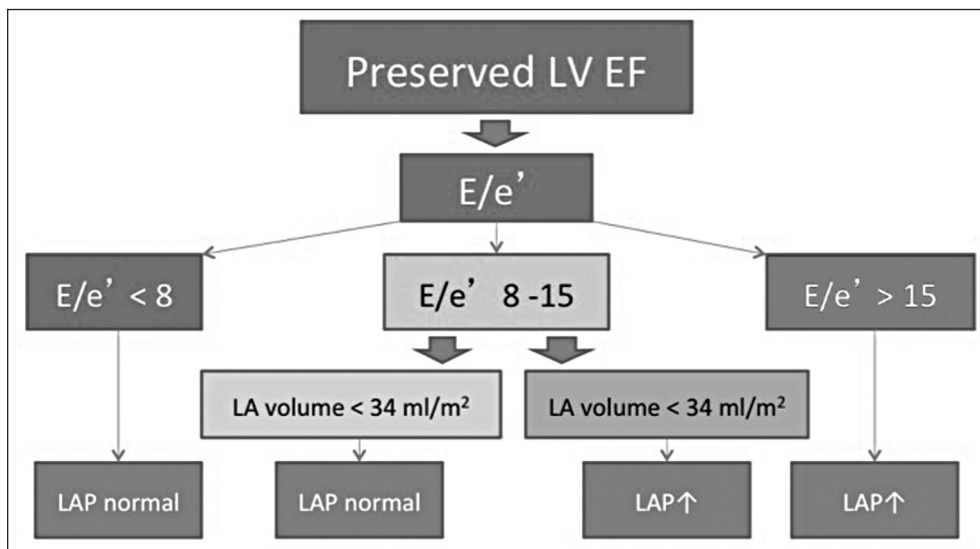 Preserved LV EF
E/e’
E/e’ < 8
E/e’ 8 -15
E/e’ > 15
LA volume < 34 ml/m²
LA volume < 34 ml/m²
LAP normal
LAP normal
LAP↑
LAP↑